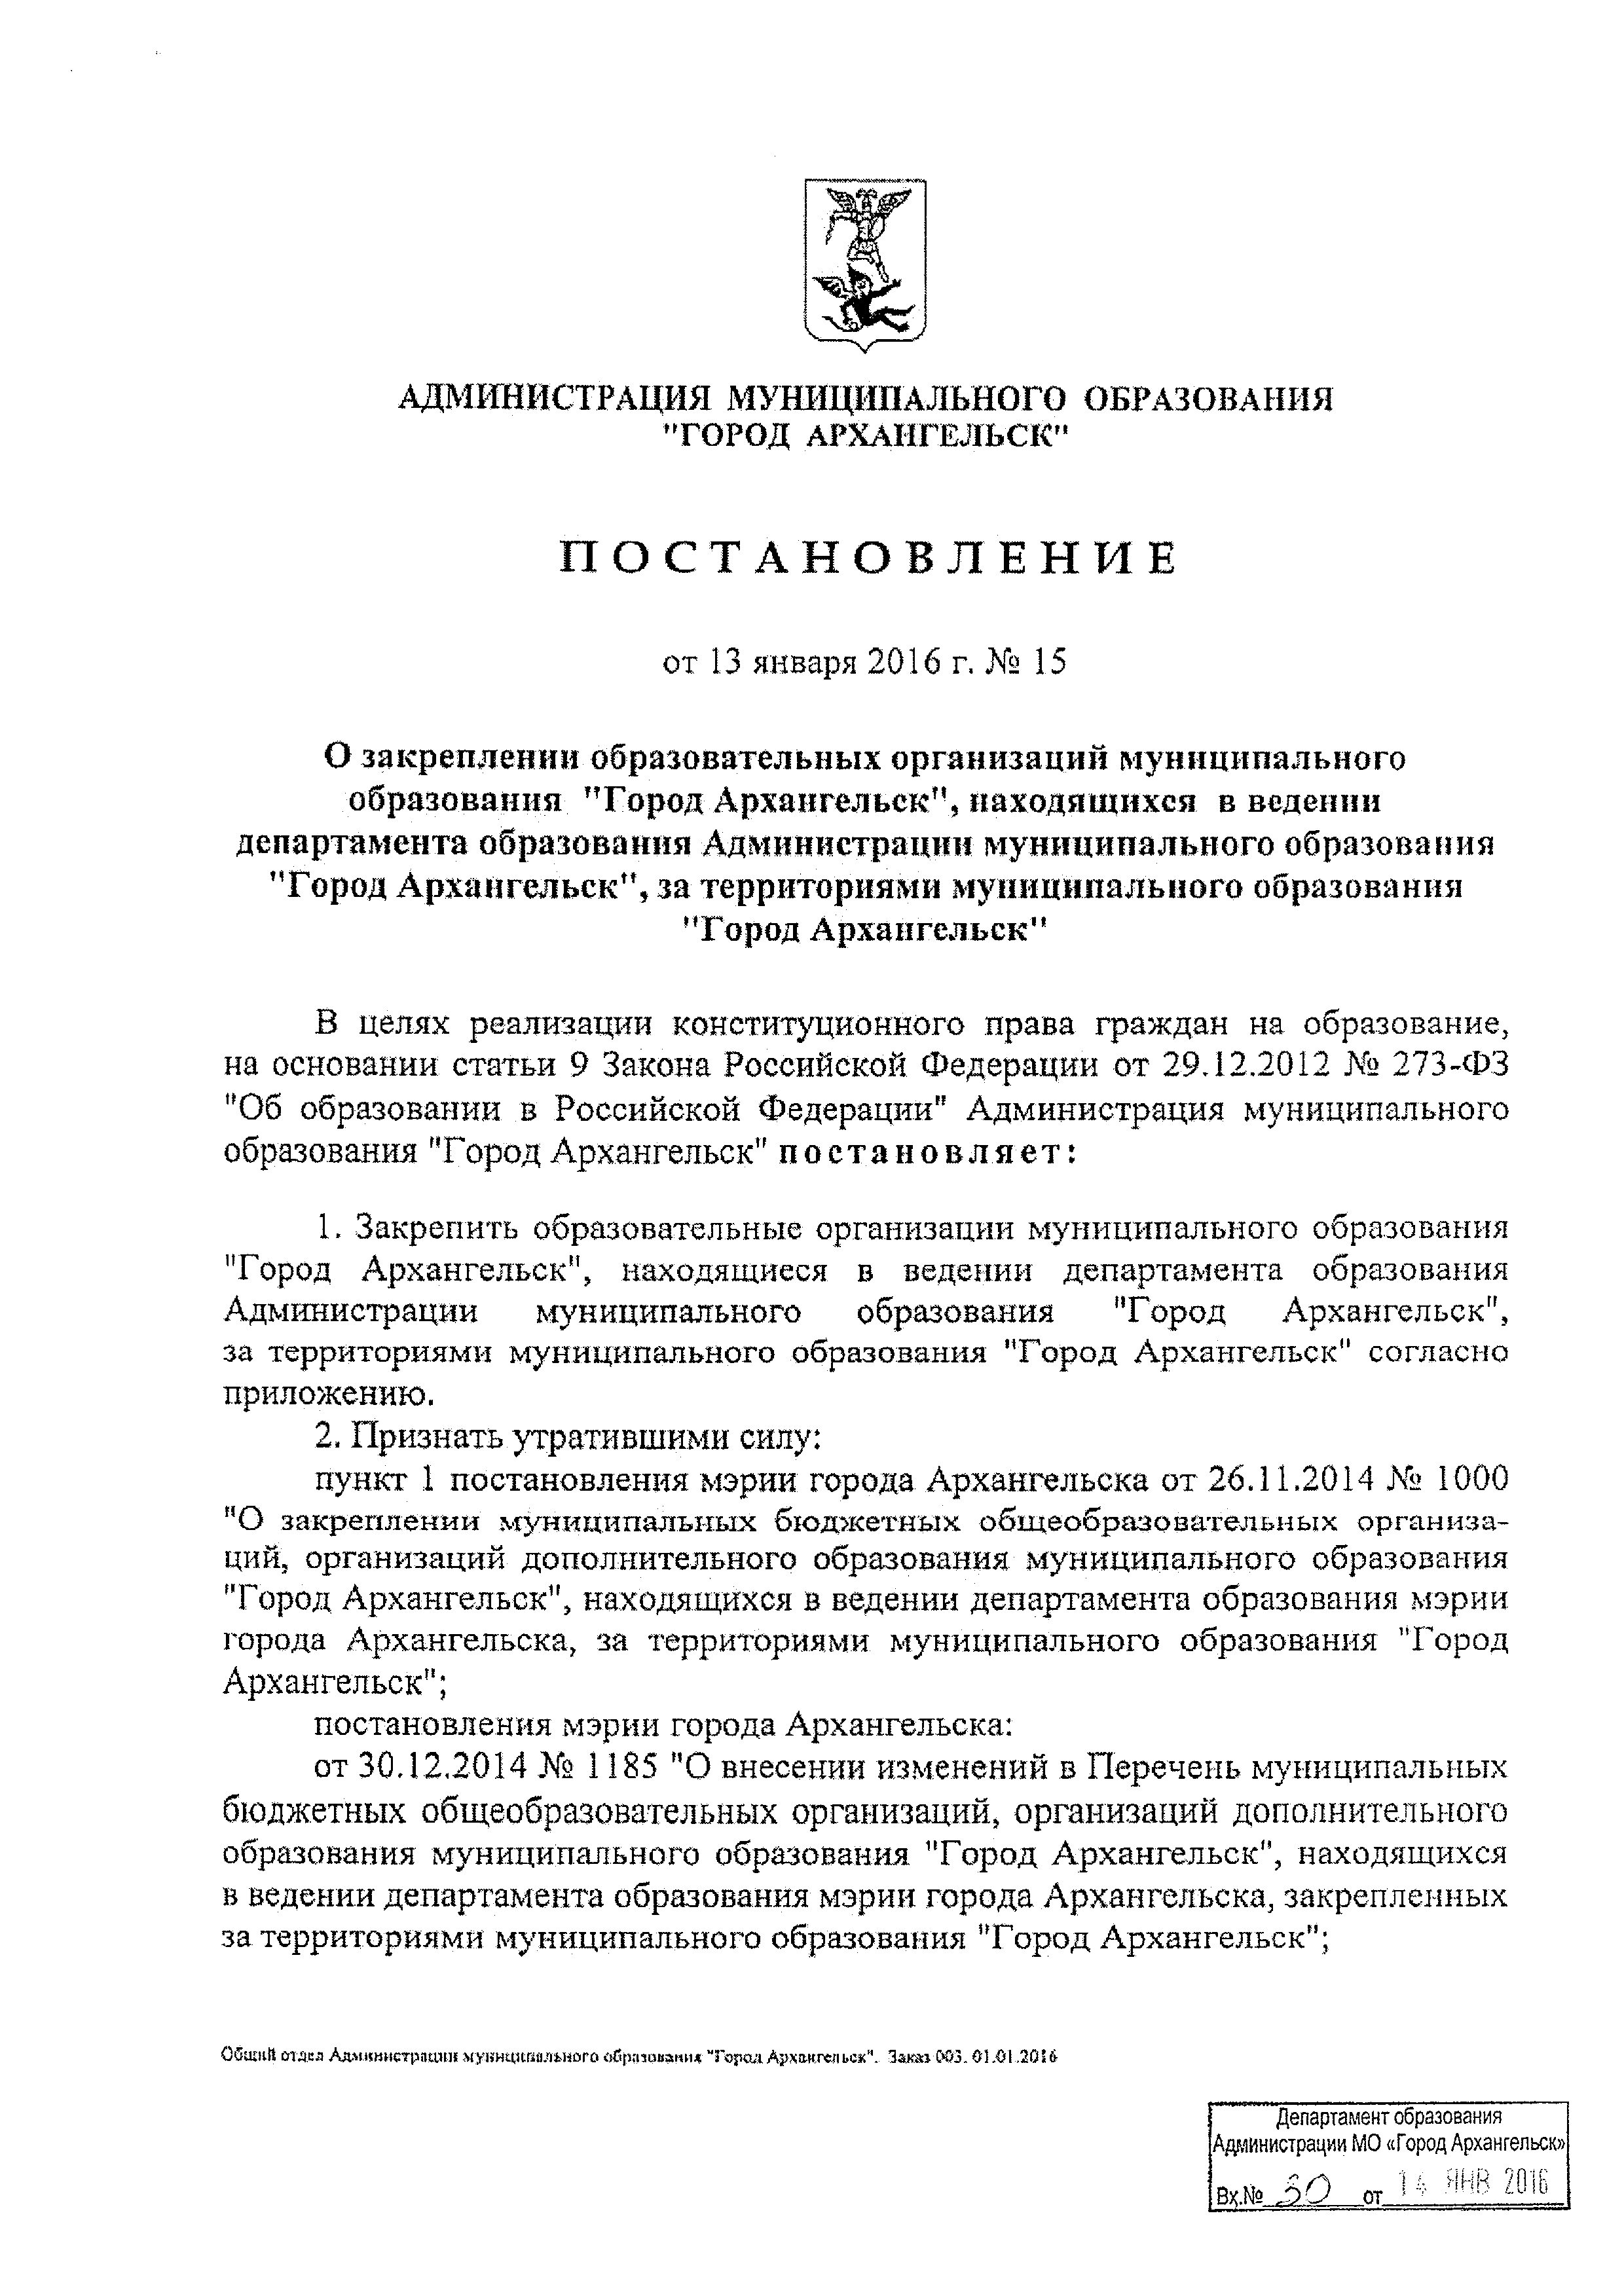 АДМИНИСТРАЦИЯ МУНИЦИПАЛЬНОГО ОБРАЗОВАНИЯ
"ГОРОД АРХАНГЕЛЬСК"
ПОСТАНОВЛЕНИЕ
от 13 января 2016 г. № 15
О закреплении образовательных организаций муниципального
образования "Город Архангельск", находящихся в ведении
департамента образования Администрации муниципального образования
"Город Архангельск", за территориями муниципального образования
"Город Архангельск"
В целях реализации конституционного права граждан на образование,
на основании статьи 9 Закона Российской Федерации от 29.12.2012 № 273-ФЗ
"Об образовании в Российской Федерации" Администрация муниципального
образования "Город Архангельск" постановляет:
1. Закрепить образовательные организации муниципального образования
"Город Архангельск", находящиеся в ведении департамента образования
Администрации муниципального образования "Город Архангельск",
за территориями муниципального образования "Город Архангельск" согласно
приложению.
2. Признать утратившими силу:
пункт 1 постановления мэрии города Архангельска от 26.11.2014 № 1000
"О закреплении муниципальных бюджетных общеобразовательных организа-
ций, организаций дополнительного образования муниципального образования
"Город Архангельск", находящихся в ведении департамента образования мэрии
города Архангельска, за территориями муниципального образования "Город
Архангельск";
постановления мэрии города Архангельска:
от 30.12.2014 № 1185 "О внесении изменений в Перечень муниципальных
бюджетных общеобразовательных организаций, организаций дополнительного
образования муниципального образования "Город Архангельск", находящихся
в ведении департамента образования мэрии города Архангельска, закрепленных
за территориями муниципального образования "Город Архангельск";
Общий отдел Администрации муниципального образования "Город Архангельск". Заказ 003. 01.01.2016
Департамент образования
Администрации МО «Город Архангельск»
Вх.№ от 14 ЯНВ 2016